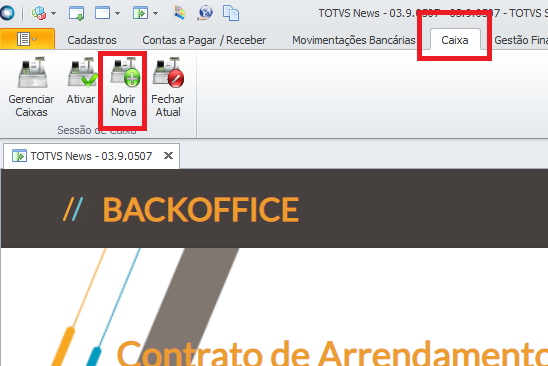 TOTVS News - 03.9.0507 - 03.9.0507 - TOTVS S
Cadastros Contas a Pagar / Receber Movimentações Bancárias Caixa Gestão Fina
Gerenciar Caixas Ativar Abrir Nova Fechar Atual
Sessão de Caixa
TOTVS News - 03.9.0507
// BACKOFFICE
Contrato de Arrendamento